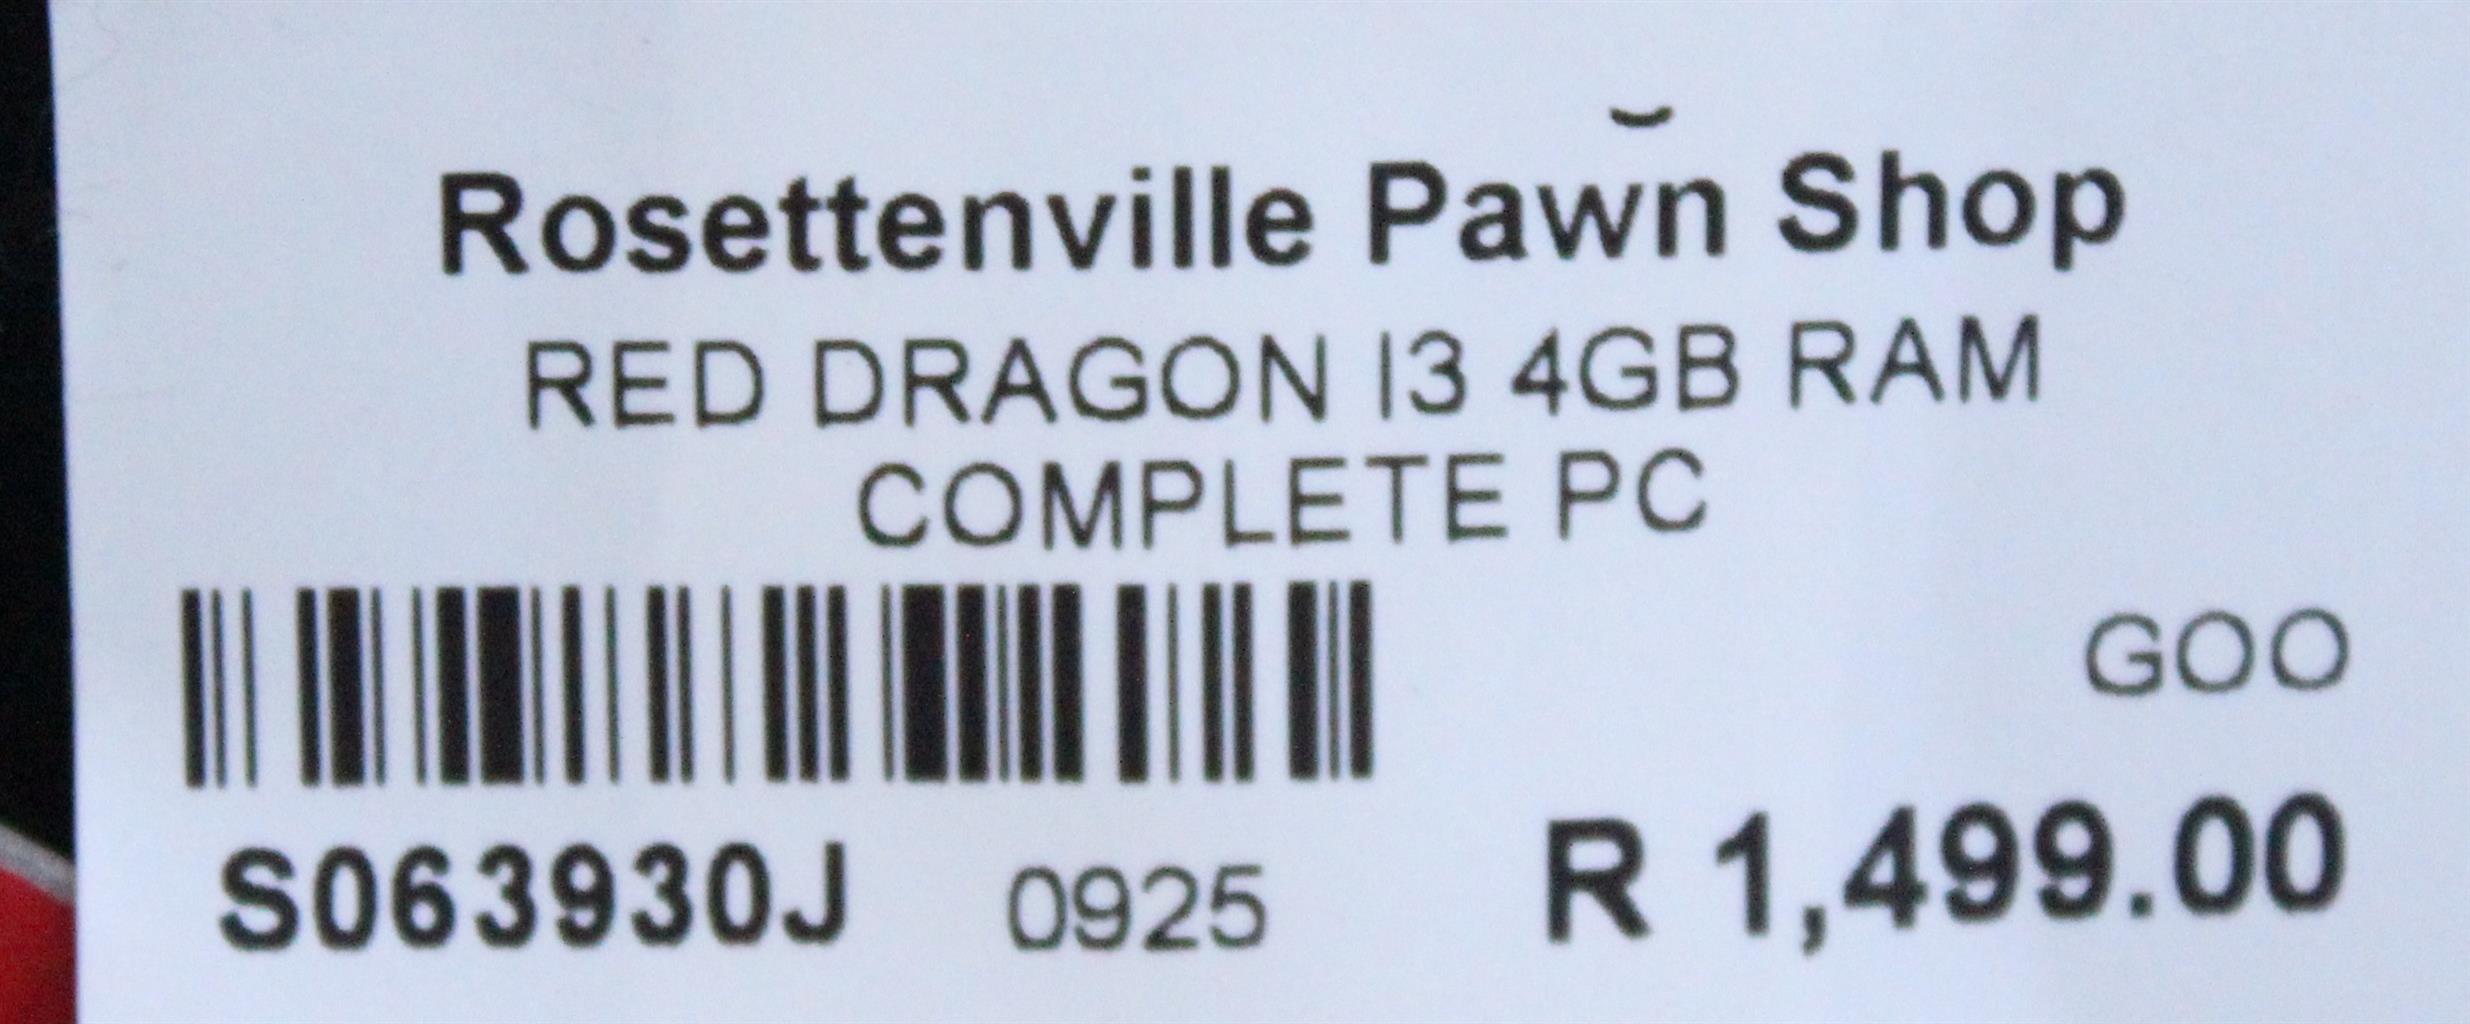 Rosettenville Pawn Shop
RED DRAGON I3 4GB RAM
COMPLETE PC
GOO
S063930J 0925 R 1,499.00